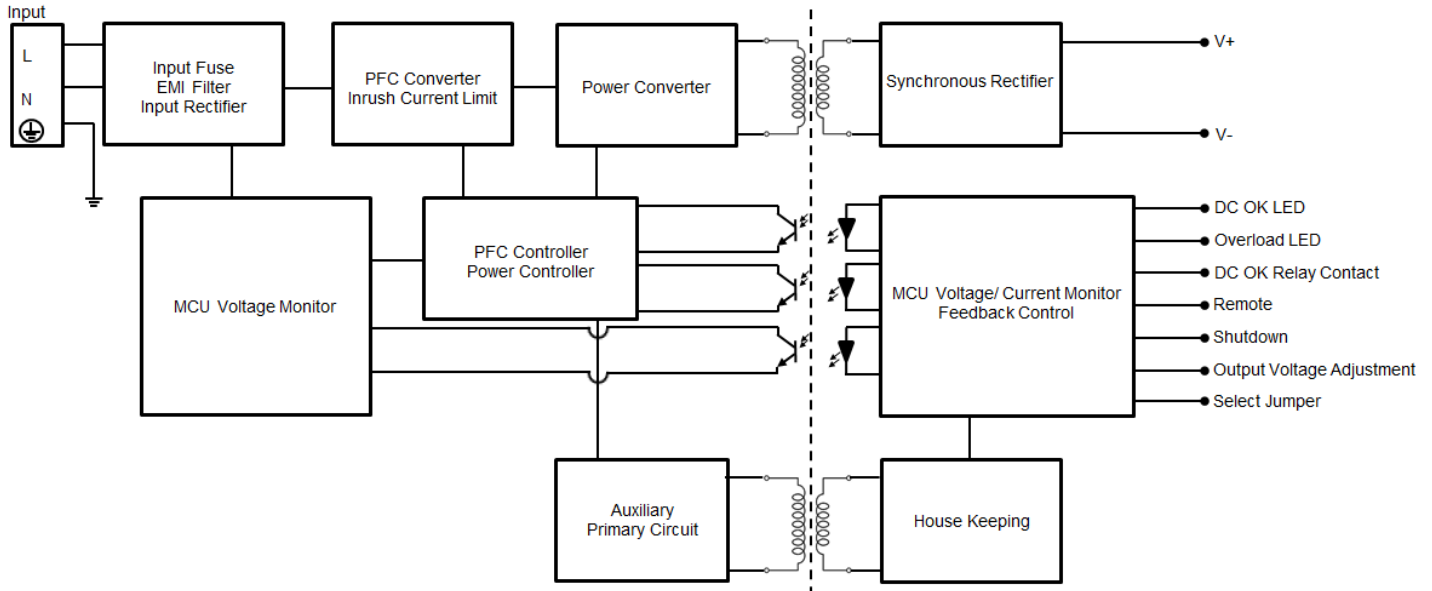 Input
L
N
Input Fuse
EMI Filter
Input Rectifier
PFC Converter
Inrush Current Limit
Power Converter
Synchronous Rectifier
V+
V-
MCU Voltage Monitor
PFC Controller
Power Controller
MCU Voltage/ Current Monitor
Feedback Control
DC OK LED
Overload LED
DC OK Relay Contact
Remote
Shutdown
Output Voltage Adjustment
Select Jumper
Auxiliary
Primary Circuit
House Keeping